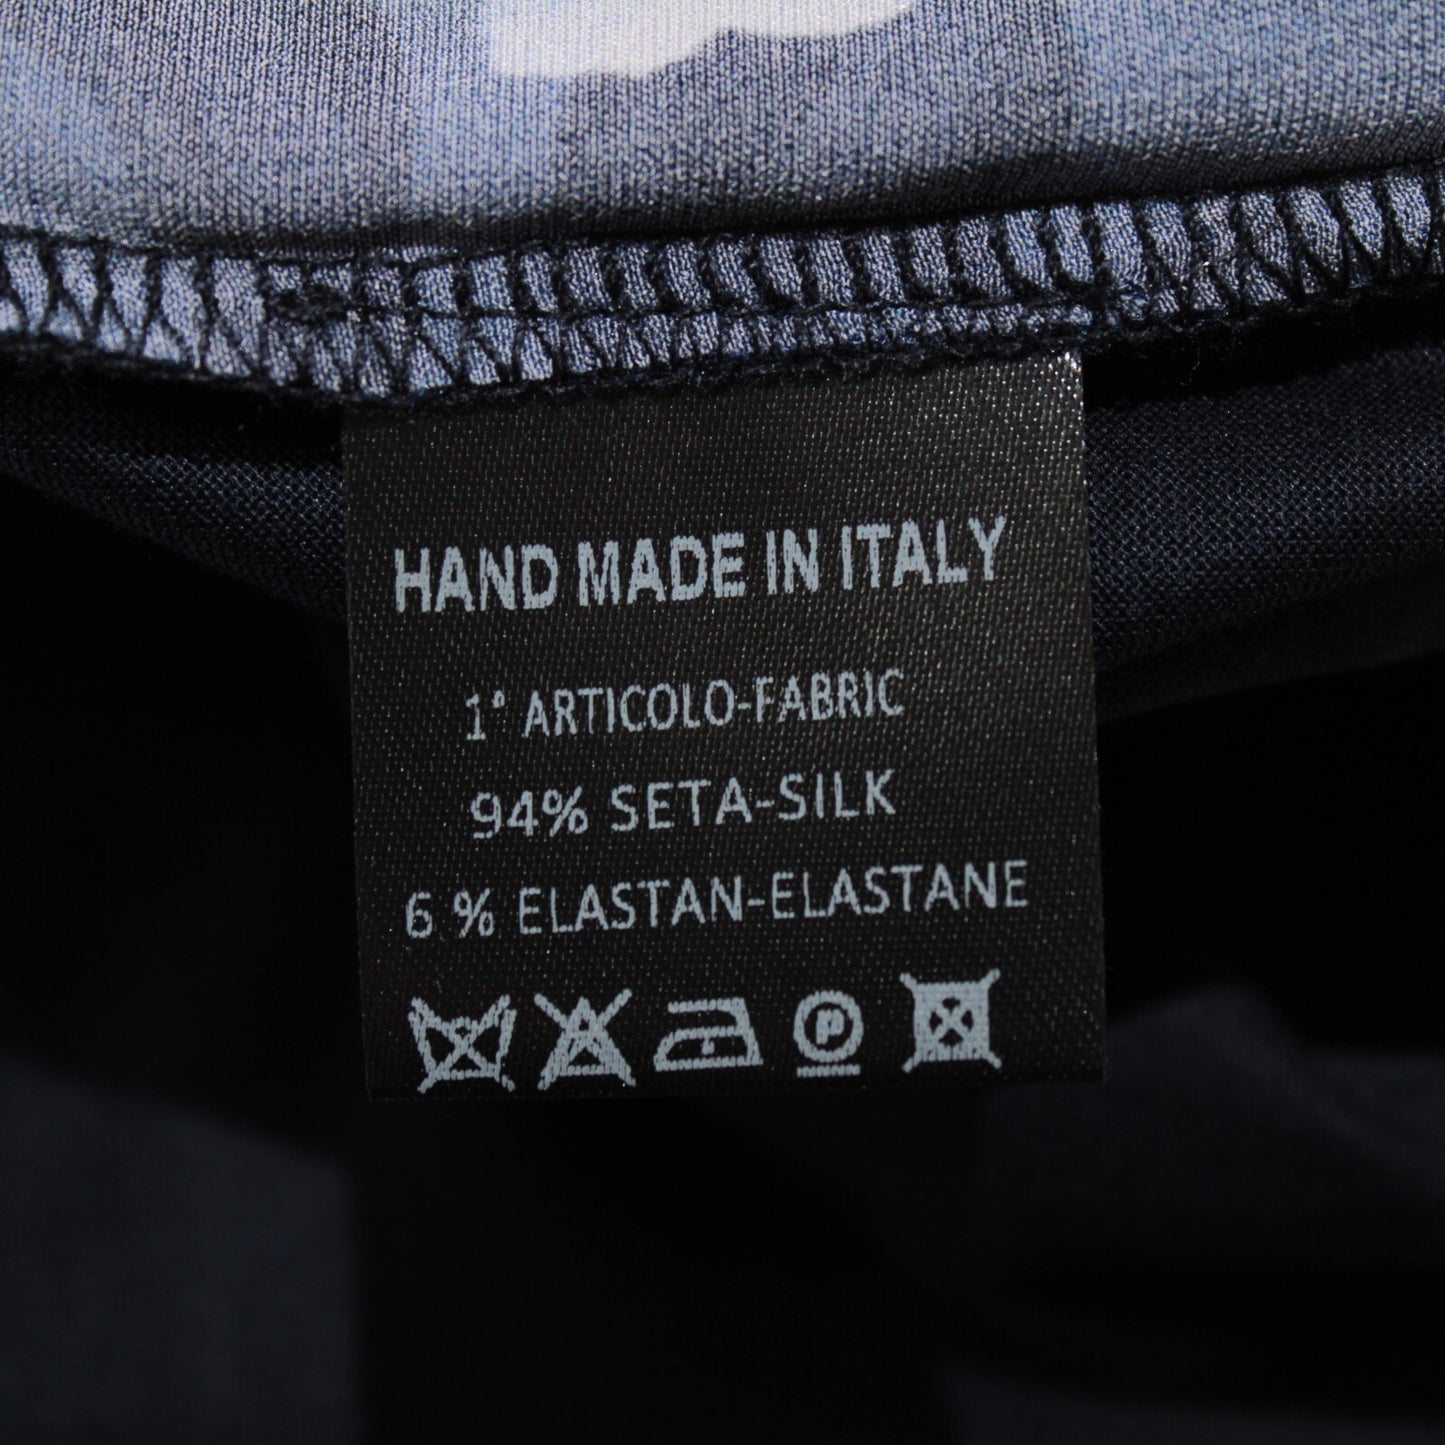 HAND MADE IN ITALY
1° ARTICOLO-FABRIC
94% SETA-SILK
6 % ELASTAN-ELASTANE
P